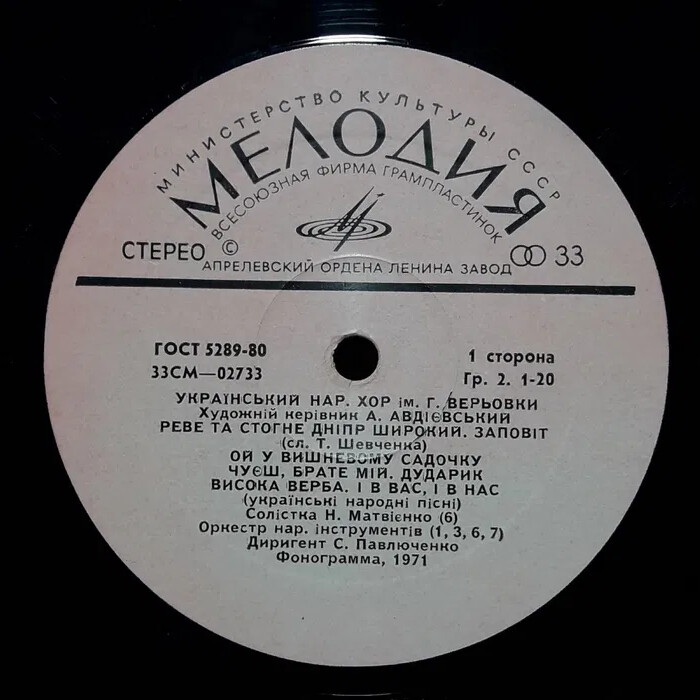 МИНИСТЕРСТВО КУЛЬТУРЫ СССР
МЕЛОДИЯ
ВСЕСОЮЗНАЯ ФИРМА ГРАМПЛАСТИНОК
СТЕРЕО © 33
АПРЕЛЕВСКИЙ ОРДЕНА ЛЕНИНА ЗАВОД
ГОСТ 5289-80 1 сторона
33СМ—02733 Гр. 2. 1-20
УКРАЇНСЬКИЙ НАР. ХОР ім. Г. ВЕРЬОВКИ
Художній керівник А. АВДІЄВСЬКИЙ
РЕВЕ ТА СТОГНЕ ДНІПР ШИРОКИЙ. ЗАПОВІТ
(сл. Т. Шевченка)
ОЙ У ВИШНЕВОМУ САДОЧКУ
ЧУЄШ, БРАТЕ МІЙ. ДУДАРИК
ВИСОКА ВЕРБА. І В ВАС, І В НАС
(українські народні пісні)
Солістка Н. Матвієнко (6)
Оркестр нар. інструментів (1, 3, 6, 7)
Диригент С. Павлюченко
Фонограмма, 1971